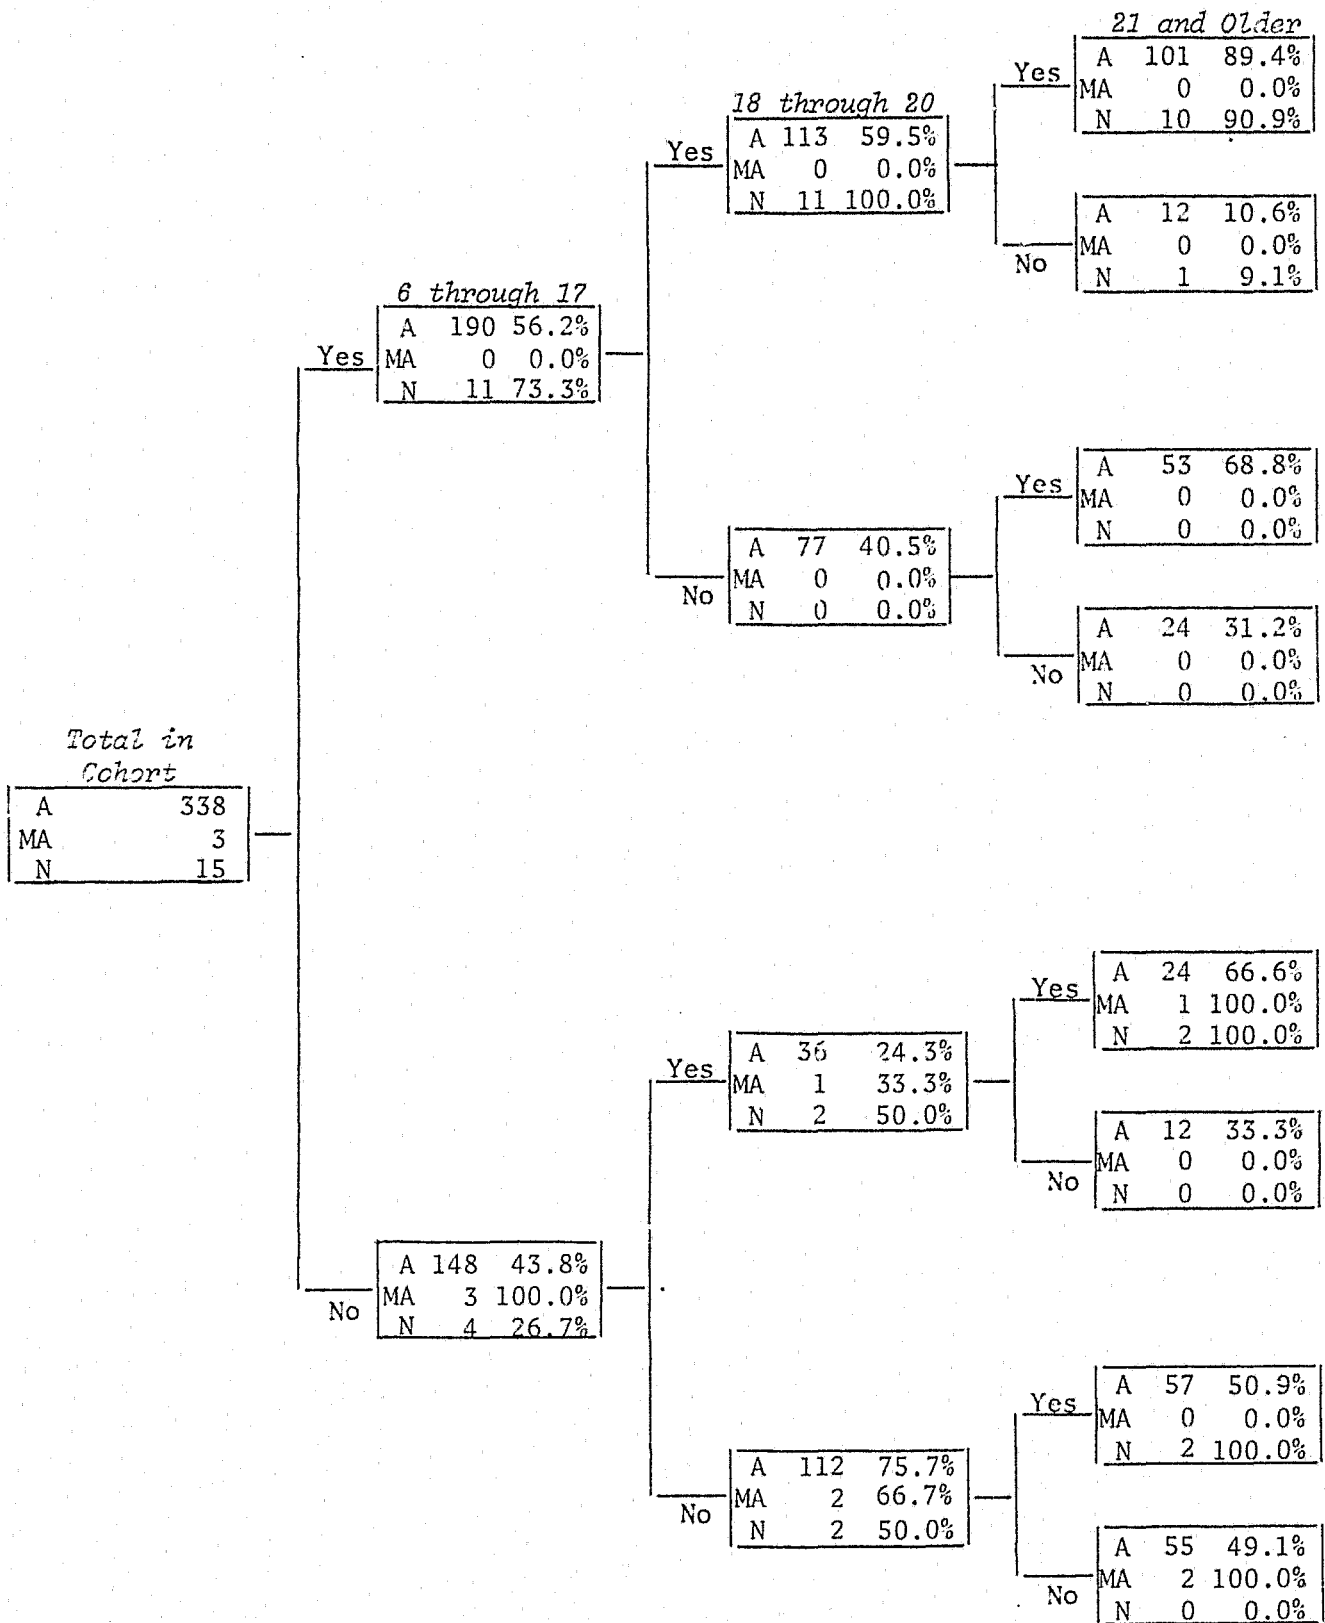 21 and Older
Yes
A 101 89.4%
MA 0 0.0%
N 10 90.9%
18 through 20
Yes
A 113 59.5%
MA 0 0.0%
N 11 100.0%
No
A 12 10.6%
MA 0 0.0%
N 1 9.1%
6 through 17
Yes
A 190 56.2%
MA 0 0.0%
N 11 73.3%
Yes
A 53 68.8%
MA 0 0.0%
N 0 0.0%
No
A 77 40.5%
MA 0 0.0%
N 0 0.0%
No
A 24 31.2%
MA 0 0.0%
N 0 0.0%
Total in
Cohort
A 338
MA 3
N 15
Yes
A 24 66.6%
MA 1 100.0%
N 2 100.0%
Yes
A 36 24.3%
MA 1 33.3%
N 2 50.0%
No
A 12 33.3%
MA 0 0.0%
N 0 0.0%
No
A 148 43.8%
MA 3 100.0%
N 4 26.7%
Yes
A 57 50.9%
MA 0 0.0%
N 2 100.0%
No
A 112 75.7%
MA 2 66.7%
N 2 50.0%
No
A 55 49.1%
MA 2 100.0%
N 0 0.0%